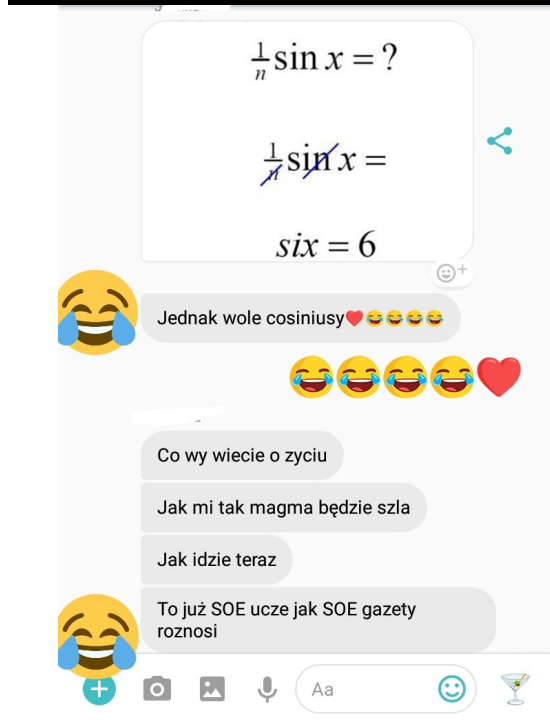 1/n sin x = ?
1/n sin x =
six = 6
Jednak wole cosiniusy❤️😂😂😂😂
😂😂😂😂❤️
Co wy wiecie o zyciu
Jak mi tak magma będzie szla
Jak idzie teraz
To już SOE ucze jak SOE gazety
roznosi
Aa